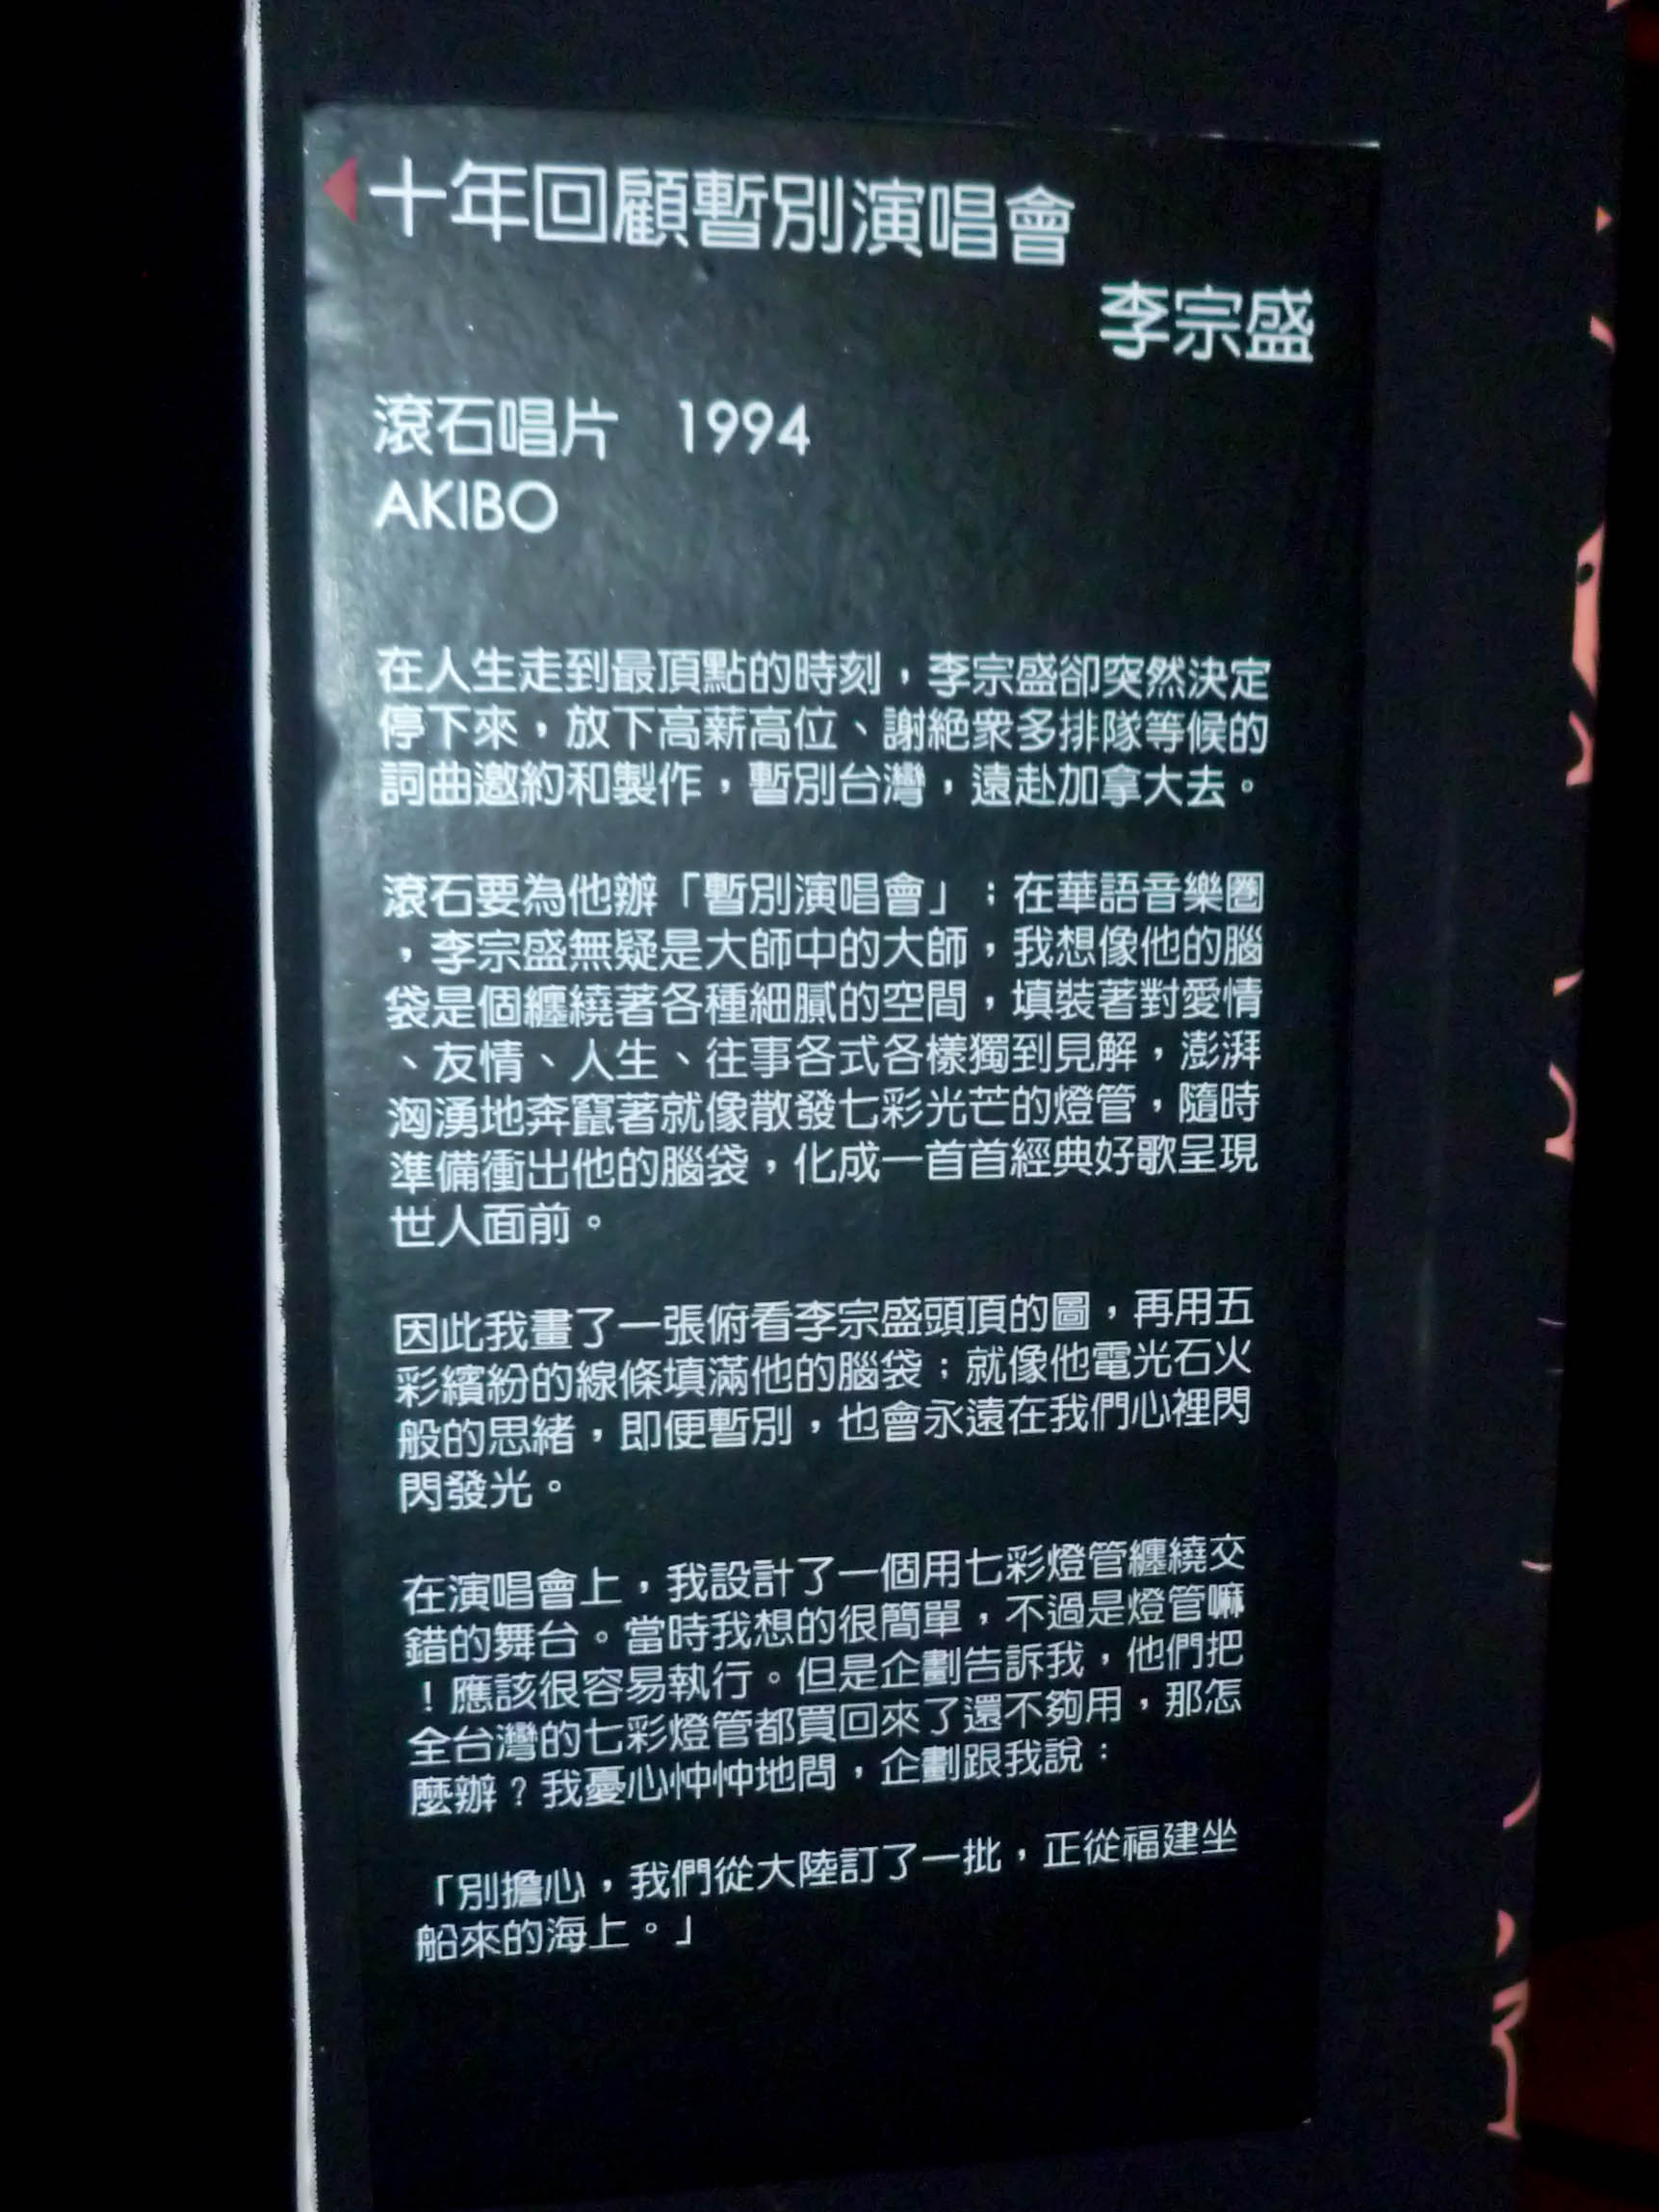 十年回顧暫別演唱會
李宗盛
滾石唱片 1994
AKIBO
在人生走到最頂點的時刻，李宗盛卻突然決定
停下來，放下高薪高位、謝絕眾多排隊等候的
詞曲邀約和製作，暫別台灣，遠赴加拿大去。
滾石要為他辦「暫別演唱會」；在華語音樂圈
，李宗盛無疑是大師中的大師，我想像他的腦
袋是個纏繞著各種細膩的空間，填裝著對愛情
、友情、人生、往事各式各樣獨到見解，澎湃
洶湧地奔竄著就像散發七彩光芒的燈管，隨時
準備衝出他的腦袋，化成一首首經典好歌呈現
世人面前。
因此我畫了一張俯看李宗盛頭頂的圖，再用五
彩繽紛的線條填滿他的腦袋；就像他電光石火
般的思緒，即便暫別，也會永遠在我們心裡閃
閃發光。
在演唱會上，我設計了一個用七彩燈管纏繞交
錯的舞台。當時我想的很簡單，不過是燈管嘛
！應該很容易執行。但是企劃告訴我，他們把
全台灣的七彩燈管都買回來了還不夠用，那怎
麼辦？我憂心忡忡地問，企劃跟我說：
「別擔心，我們從大陸訂了一批，正從福建坐
船來的海上。」